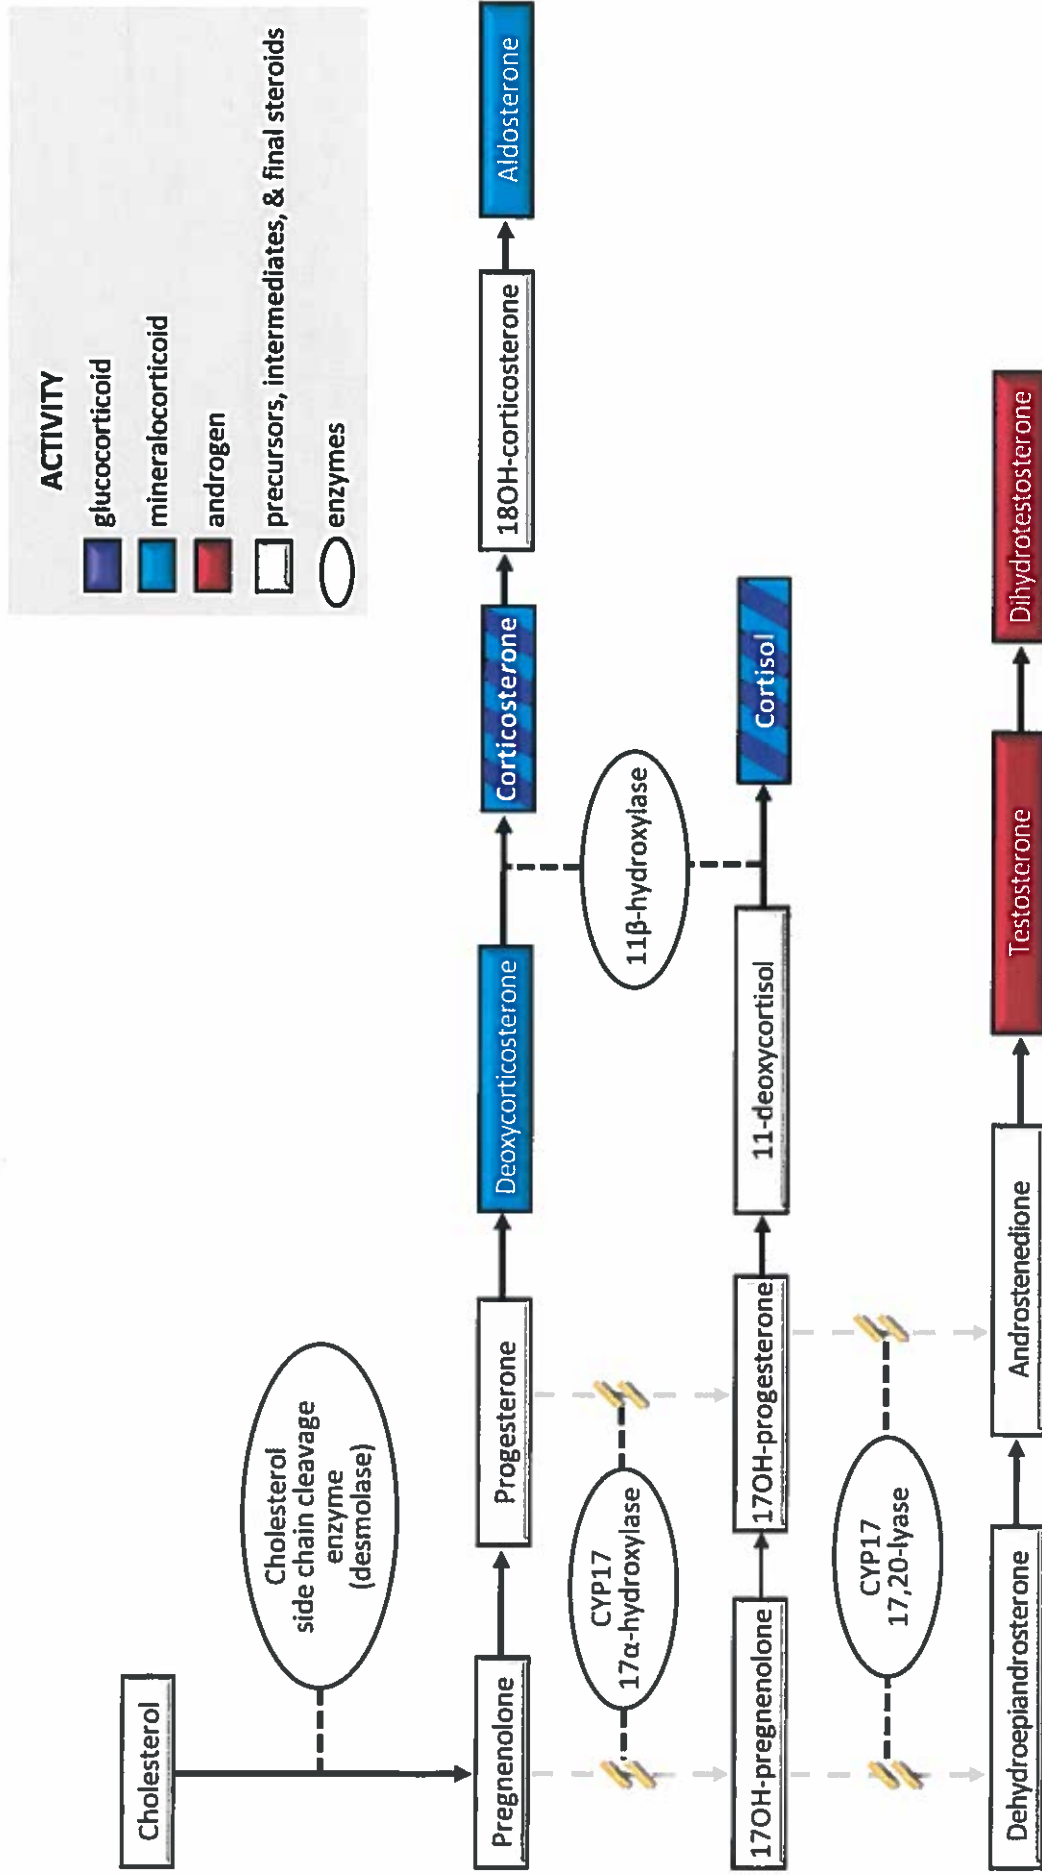 ACTIVITY
glucocorticoid
mineralocorticoid
androgen
precursors, intermediates, & final steroids
enzymes
Cholesterol
Cholesterol
side chain cleavage
enzyme
(desmolase)
Pregnenolone
Progesterone
Deoxycorticosterone
Corticosterone
18OH-corticosterone
Aldosterone
CYP17
17α-hydroxylase
11β-hydroxylase
17OH-pregnenolone
17OH-progesterone
11-deoxycortisol
Cortisol
CYP17
17,20-lyase
Dehydroepiandrosterone
Androstenedione
Testosterone
Dihydrotestosterone